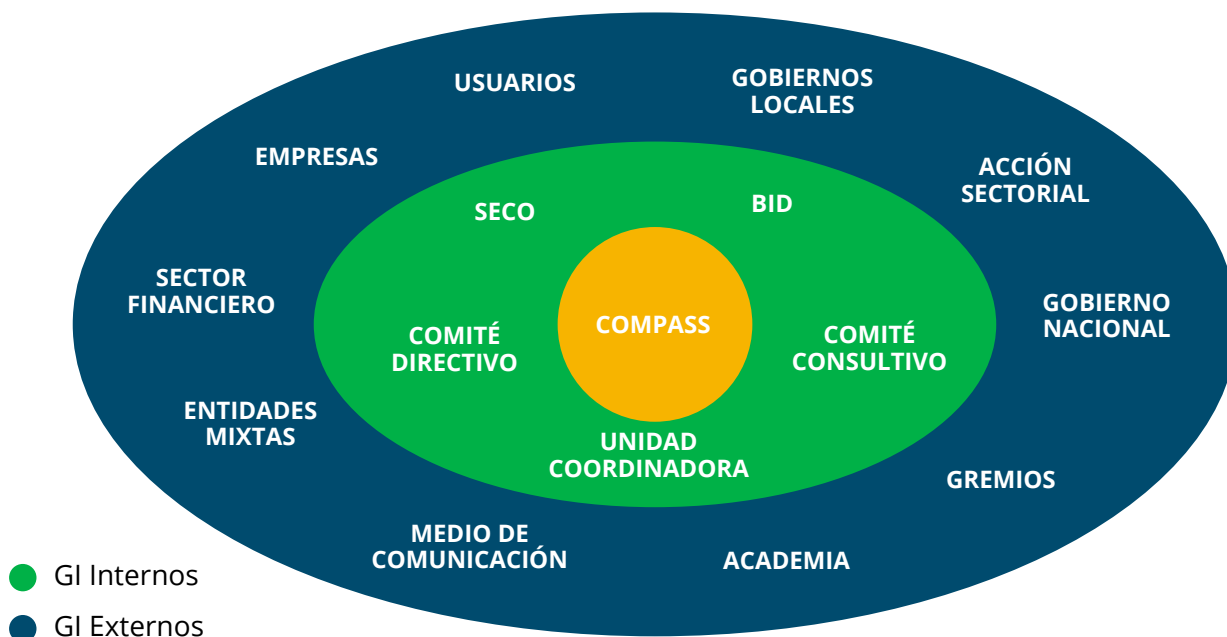 USUARIOS
GOBIERNOS
LOCALES
EMPRESAS
ACCIÓN
SECTORIAL
SECO
BID
SECTOR
FINANCIERO
GOBIERNO
NACIONAL
COMPASS
COMITÉ
DIRECTIVO
COMITÉ
CONSULTIVO
ENTIDADES
MIXTAS
UNIDAD
COORDINADORA
GREMIOS
MEDIO DE
COMUNICACIÓN
ACADEMIA
GI Internos
GI Externos